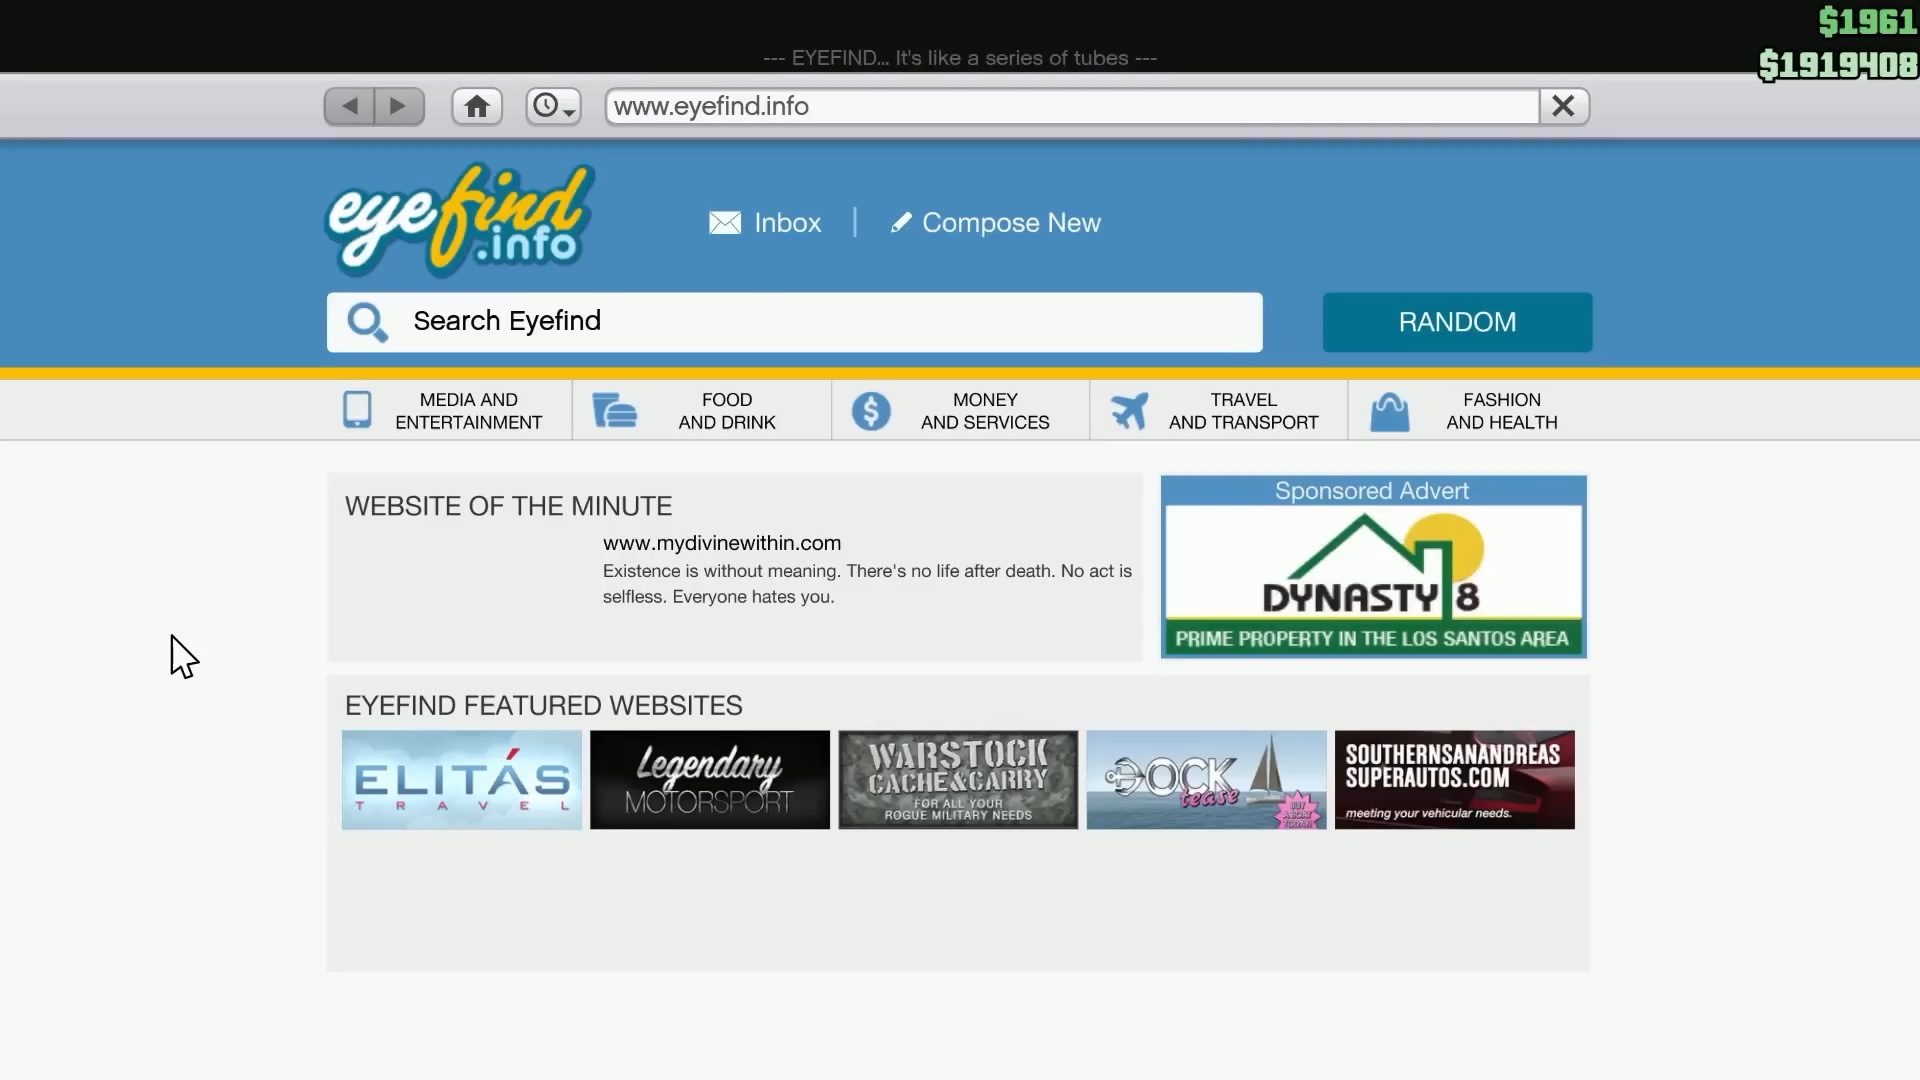 $1961
--- EYEFIND... It's like a series of tubes ---
$1919408
www.eyefind.info
eyefind
.info
Inbox
Compose New
Search Eyefind
RANDOM
MEDIA AND
ENTERTAINMENT
FOOD
AND DRINK
MONEY
AND SERVICES
TRAVEL
AND TRANSPORT
FASHION
AND HEALTH
WEBSITE OF THE MINUTE
www.mydivinewithin.com
Existence is without meaning. There's no life after death. No act is
selfless. Everyone hates you.
Sponsored Advert
DYNASTY 8
PRIME PROPERTY IN THE LOS SANTOS AREA
EYEFIND FEATURED WEBSITES
ELITÁS
TRAVEL
Legendary
MOTORSPORT
WARSTOCK
CACHE&CARRY
FOR ALL YOUR
ROGUE MILITARY NEEDS
DOCK
tease
BUY
A BOAT
TODAY!
SOUTHERNSANANDREAS
SUPERAUTOS.COM
meeting your vehicular needs.